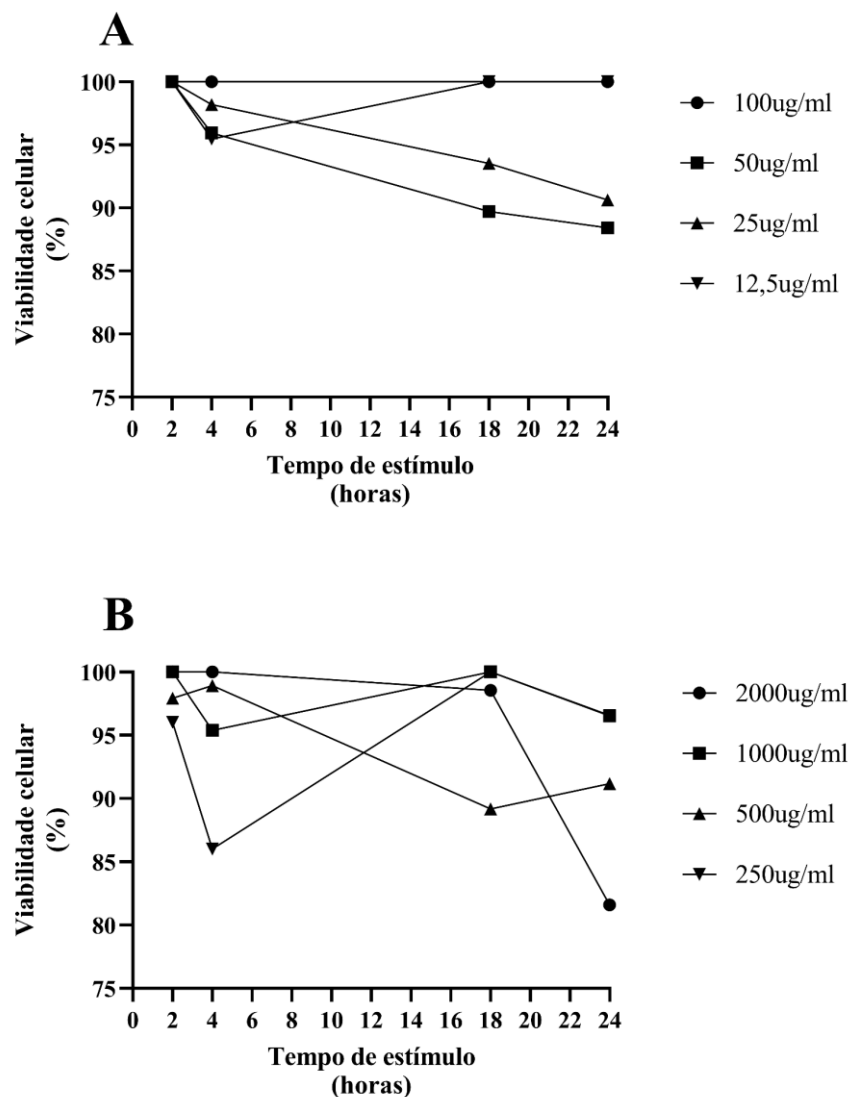 A
100
95
90
85
80
75
Viabilidade celular
(%)
0 2 4 6 8 10 12 14 16 18 20 22 24
Tempo de estímulo
(horas)
100ug/ml
50ug/ml
25ug/ml
12,5ug/ml
B
100
95
90
85
80
75
Viabilidade celular
(%)
0 2 4 6 8 10 12 14 16 18 20 22 24
Tempo de estímulo
(horas)
2000ug/ml
1000ug/ml
500ug/ml
250ug/ml